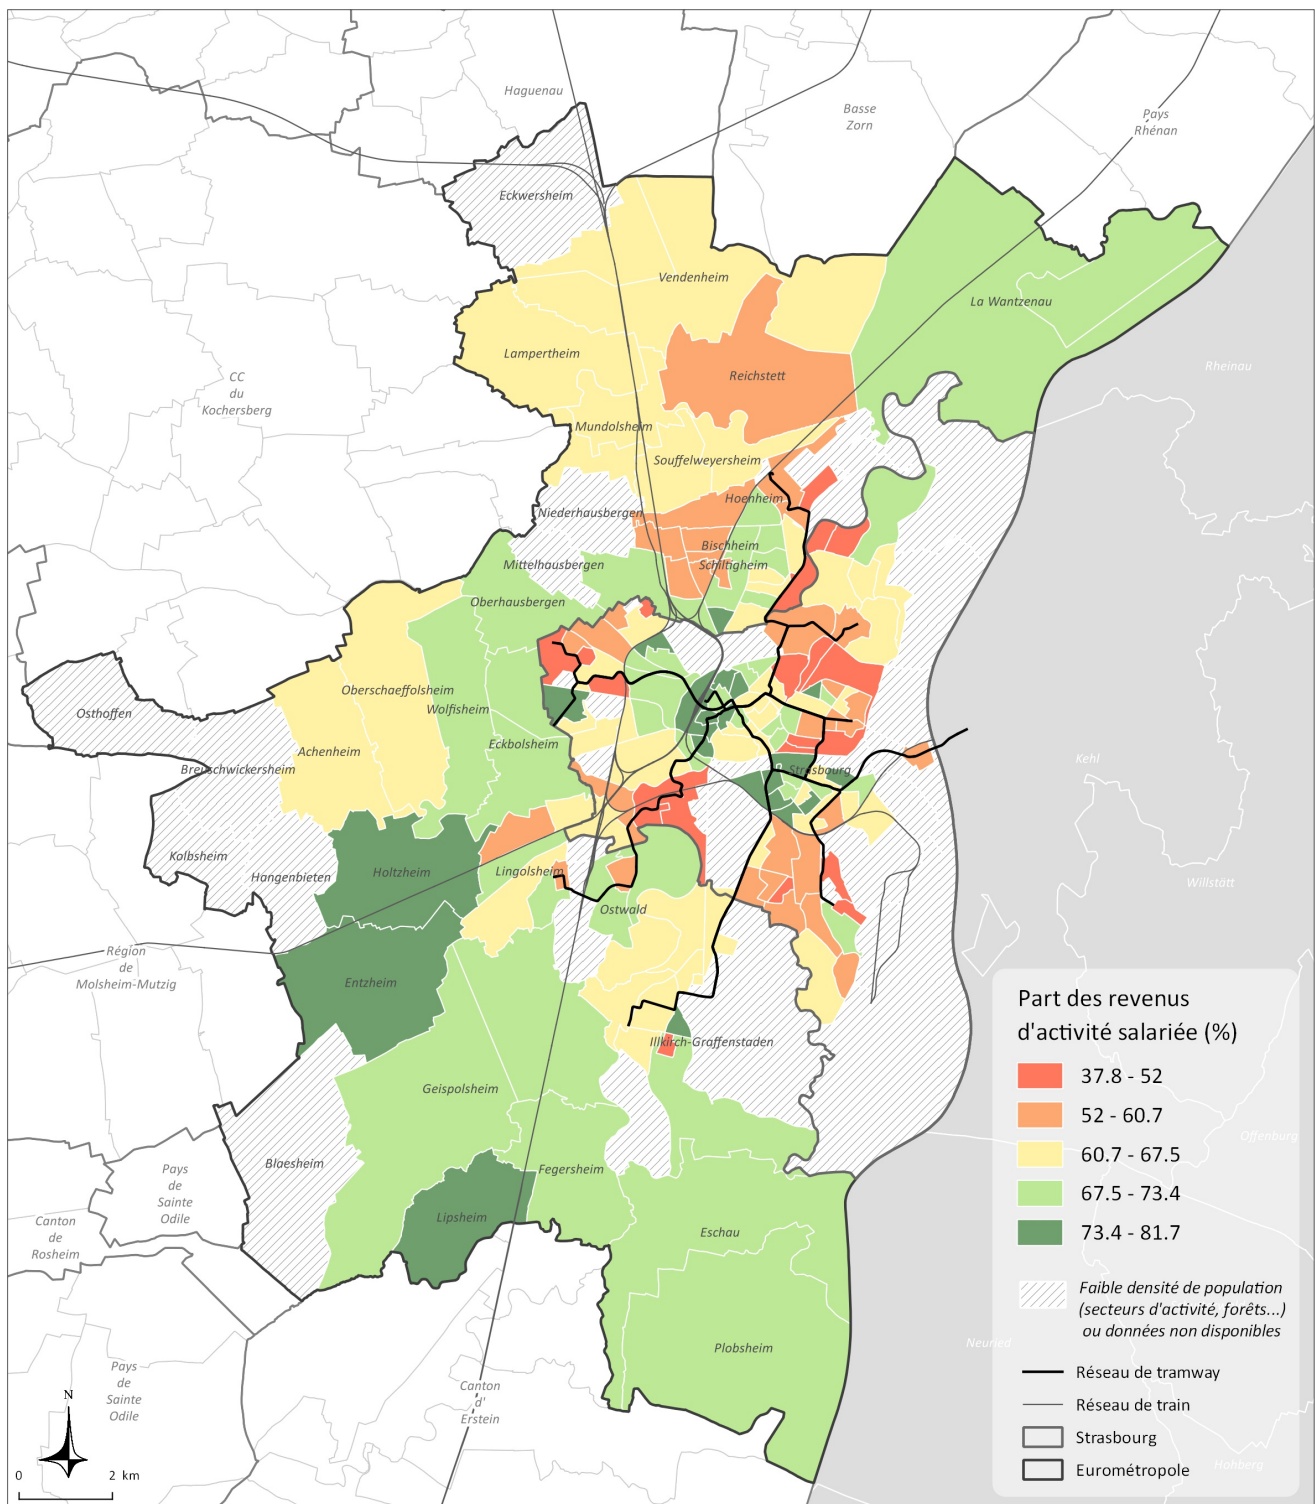 Haguenau
Basse
Zorn
Pays
Rhénan
Eckwersheim
Vendenheim
La Wantzenau
Lampertheim
Reichstett
Rheinau
CC
du
Kochersberg
Mundolsheim
Souffelweyersheim
Hoenheim
Niederhausbergen
Bischheim
Mittelhausbergen
Schiltigheim
Oberhausbergen
Oberschaeffolsheim
Wolfisheim
Osthoffen
Achenheim
Eckbolsheim
Breuschwickersheim
Strasbourg
Kehl
Kolbsheim
Hangenbieten
Holtzheim
Lingolsheim
Willstätt
Ostwald
Région
de
Molsheim-Mutzig
Entzheim
Illkirch-Graffenstaden
Geispolsheim
Blaesheim
Fegersheim
Pays
de
Sainte
Odile
Canton
de
Rosheim
Lipsheim
Eschau
Plobsheim
Pays
de
Sainte
Odile
Canton
d'
Erstein
Neuried
Offenburg
Hohberg
Part des revenus
d'activité salariée (%)
37.8 - 52
52 - 60.7
60.7 - 67.5
67.5 - 73.4
73.4 - 81.7
Faible densité de population
(secteurs d'activité, forêts...)
ou données non disponibles
Réseau de tramway
Réseau de train
Strasbourg
Eurométropole
N
0 2 km